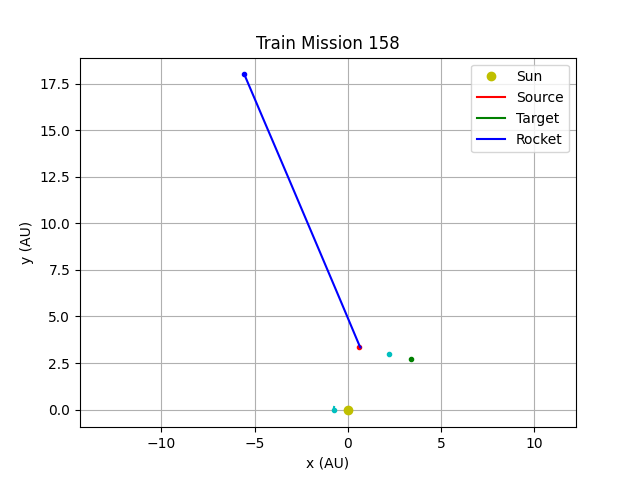 Train Mission 158
Sun
Source
Target
Rocket
17.5
15.0
12.5
10.0
7.5
5.0
2.5
0.0
y (AU)
−10
−5
0
5
10
x (AU)